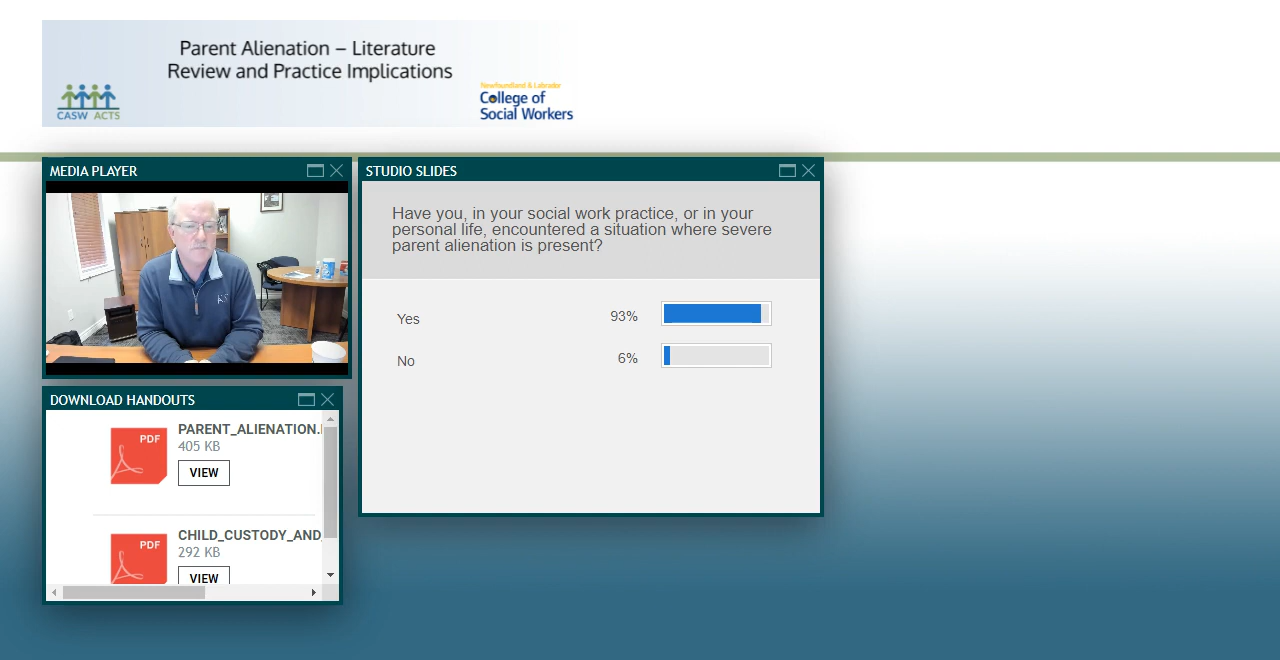 Parent Alienation – Literature
Review and Practice Implications
CASW ACTS
Newfoundland & Labrador
College of
Social Workers
MEDIA PLAYER
STUDIO SLIDES
Have you, in your social work practice, or in your
personal life, encountered a situation where severe
parent alienation is present?
Yes 93%
No 6%
DOWNLOAD HANDOUTS
PDF
PARENT_ALIENATION.
405 KB
VIEW
PDF
CHILD_CUSTODY_AND
292 KB
VIEW